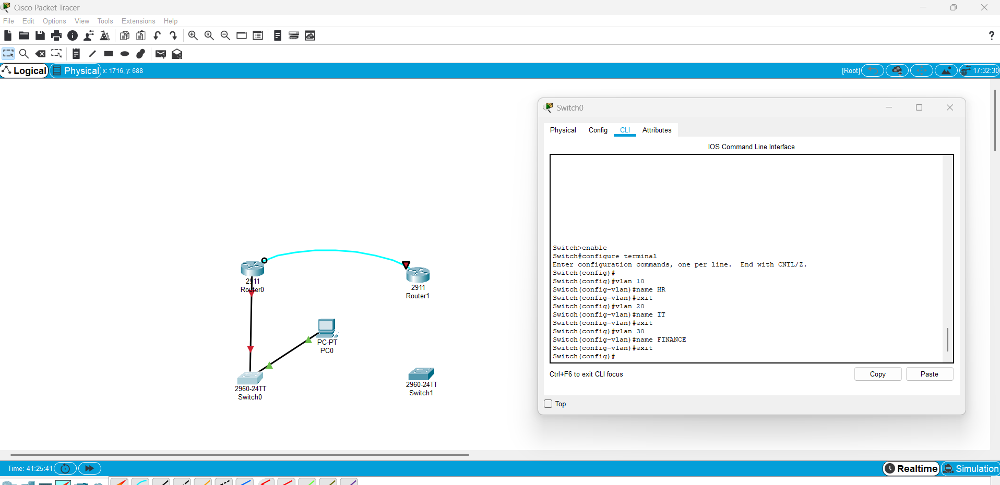 Cisco Packet Tracer
File Edit Options View Tools Extensions Help
?
Logical Physical x: 1716, y: 688 [Root] 17:32:30
Switch0
Physical Config CLI Attributes
IOS Command Line Interface
Switch>enable
Switch#configure terminal
Enter configuration commands, one per line.  End with CNTL/Z.
Switch(config)#
Switch(config)#vlan 10
Switch(config-vlan)#name HR
Switch(config-vlan)#exit
Switch(config)#vlan 20
Switch(config-vlan)#name IT
Switch(config-vlan)#exit
Switch(config)#vlan 30
Switch(config-vlan)#name FINANCE
Switch(config-vlan)#exit
Switch(config)#
Ctrl+F6 to exit CLI focus
Copy Paste
Top
2911
Router0
2911
Router1
PC-PT
PC0
2960-24TT
Switch0
2960-24TT
Switch1
Time: 41:25:41
Realtime Simulation